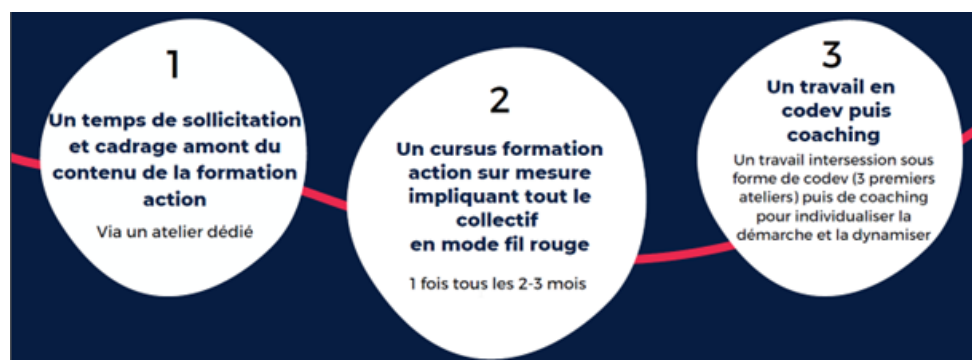 1
Un temps de sollicitation
et cadrage amont du
contenu de la formation
action
Via un atelier dédié
2
Un cursus formation
action sur mesure
impliquant tout le
collectif
en mode fil rouge
1 fois tous les 2-3 mois
3
Un travail en
codev puis
coaching
Un travail intersession sous
forme de codev (3 premiers
ateliers) puis de coaching
pour individualiser la
démarche et la dynamiser